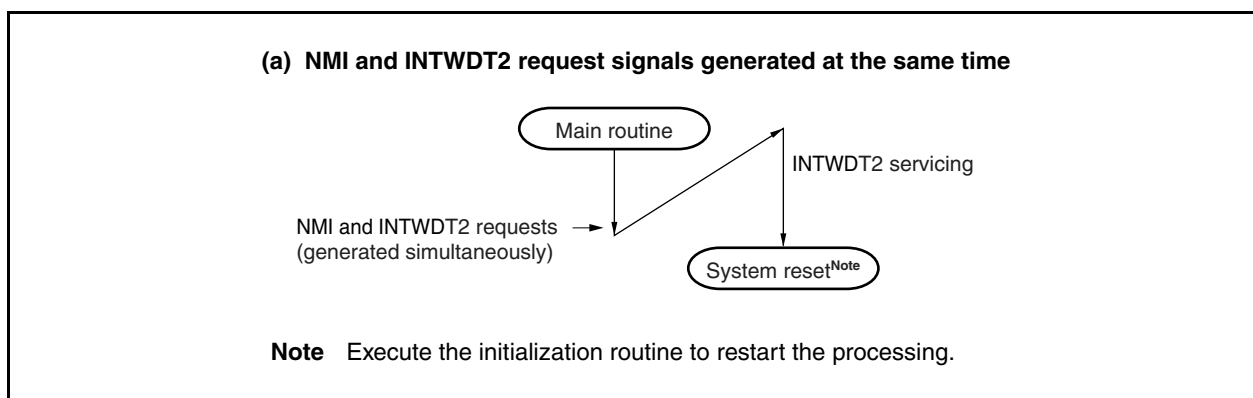 (a) NMI and INTWDT2 request signals generated at the same time
Main routine
INTWDT2 servicing
NMI and INTWDT2 requests
(generated simultaneously)
System resetNote
Note Execute the initialization routine to restart the processing.